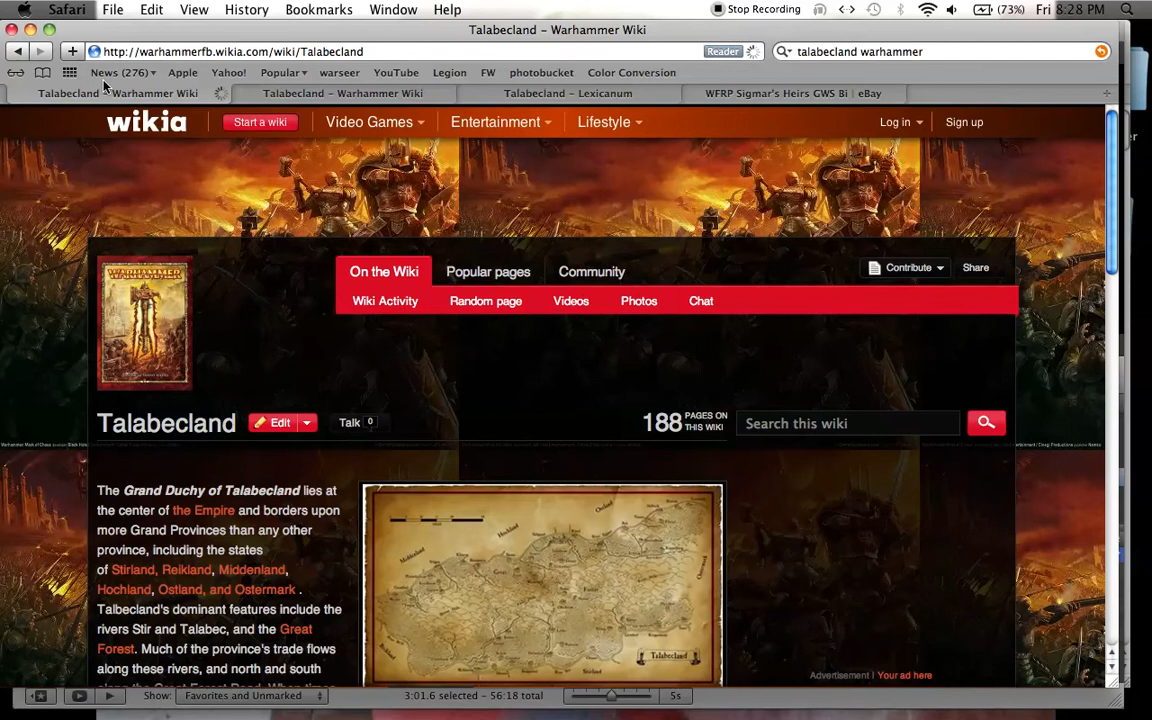 Safari File Edit View History Bookmarks Window Help Stop Recording (73%) Fri 8:28 PM
Talabecland – Warhammer Wiki
http://warhammerfb.wikia.com/wiki/Talabecland Reader talabecland warhammer
News (276) Apple Yahoo! Popular warseer YouTube Legion FW photobucket Color Conversion
Talabecland – Warhammer Wiki Talabecland – Warhammer Wiki Talabecland – Lexicanum WFRP Sigmar's Heirs GWS Bi | eBay
wikia Start a wiki Video Games Entertainment Lifestyle Log in Sign up
WARHAMMER
On the Wiki Popular pages Community Contribute Share
Wiki Activity Random page Videos Photos Chat
Talabecland Edit Talk 0 188 PAGES ON THIS WIKI Search this wiki
The Grand Duchy of Talabecland lies at
the center of the Empire and borders upon
more Grand Provinces than any other
province, including the states
of Stirland, Reikland, Middenland,
Hochland, Ostland, and Ostermark .
Talbecland's dominant features include the
rivers Stir and Talabec, and the Great
Forest. Much of the province's trade flows
along these rivers, and north and south
Hochland
Ostland
Middenland
Talabecland
Stirland
Advertisement | Your ad here
Show: Favorites and Unmarked 3:01.6 selected – 56:18 total 5s